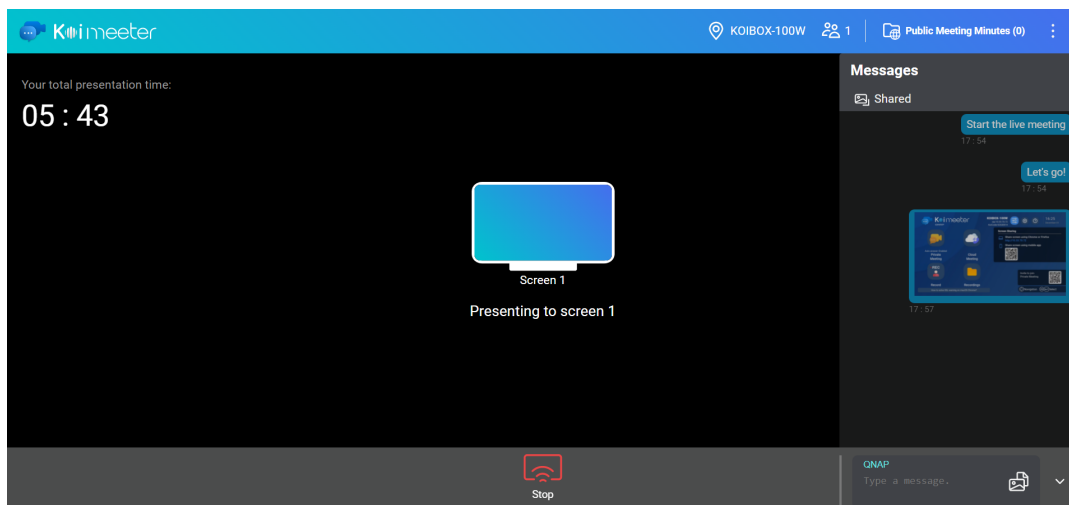 Koimeeter
KOIBOX-100W
1
Public Meeting Minutes (0)
Your total presentation time:
05 : 43
Screen 1
Presenting to screen 1
Stop
Messages
Shared
Start the live meeting
17 : 54
Let's go!
17 : 54
Koimeeter
17 : 57
QNAP
Type a message.